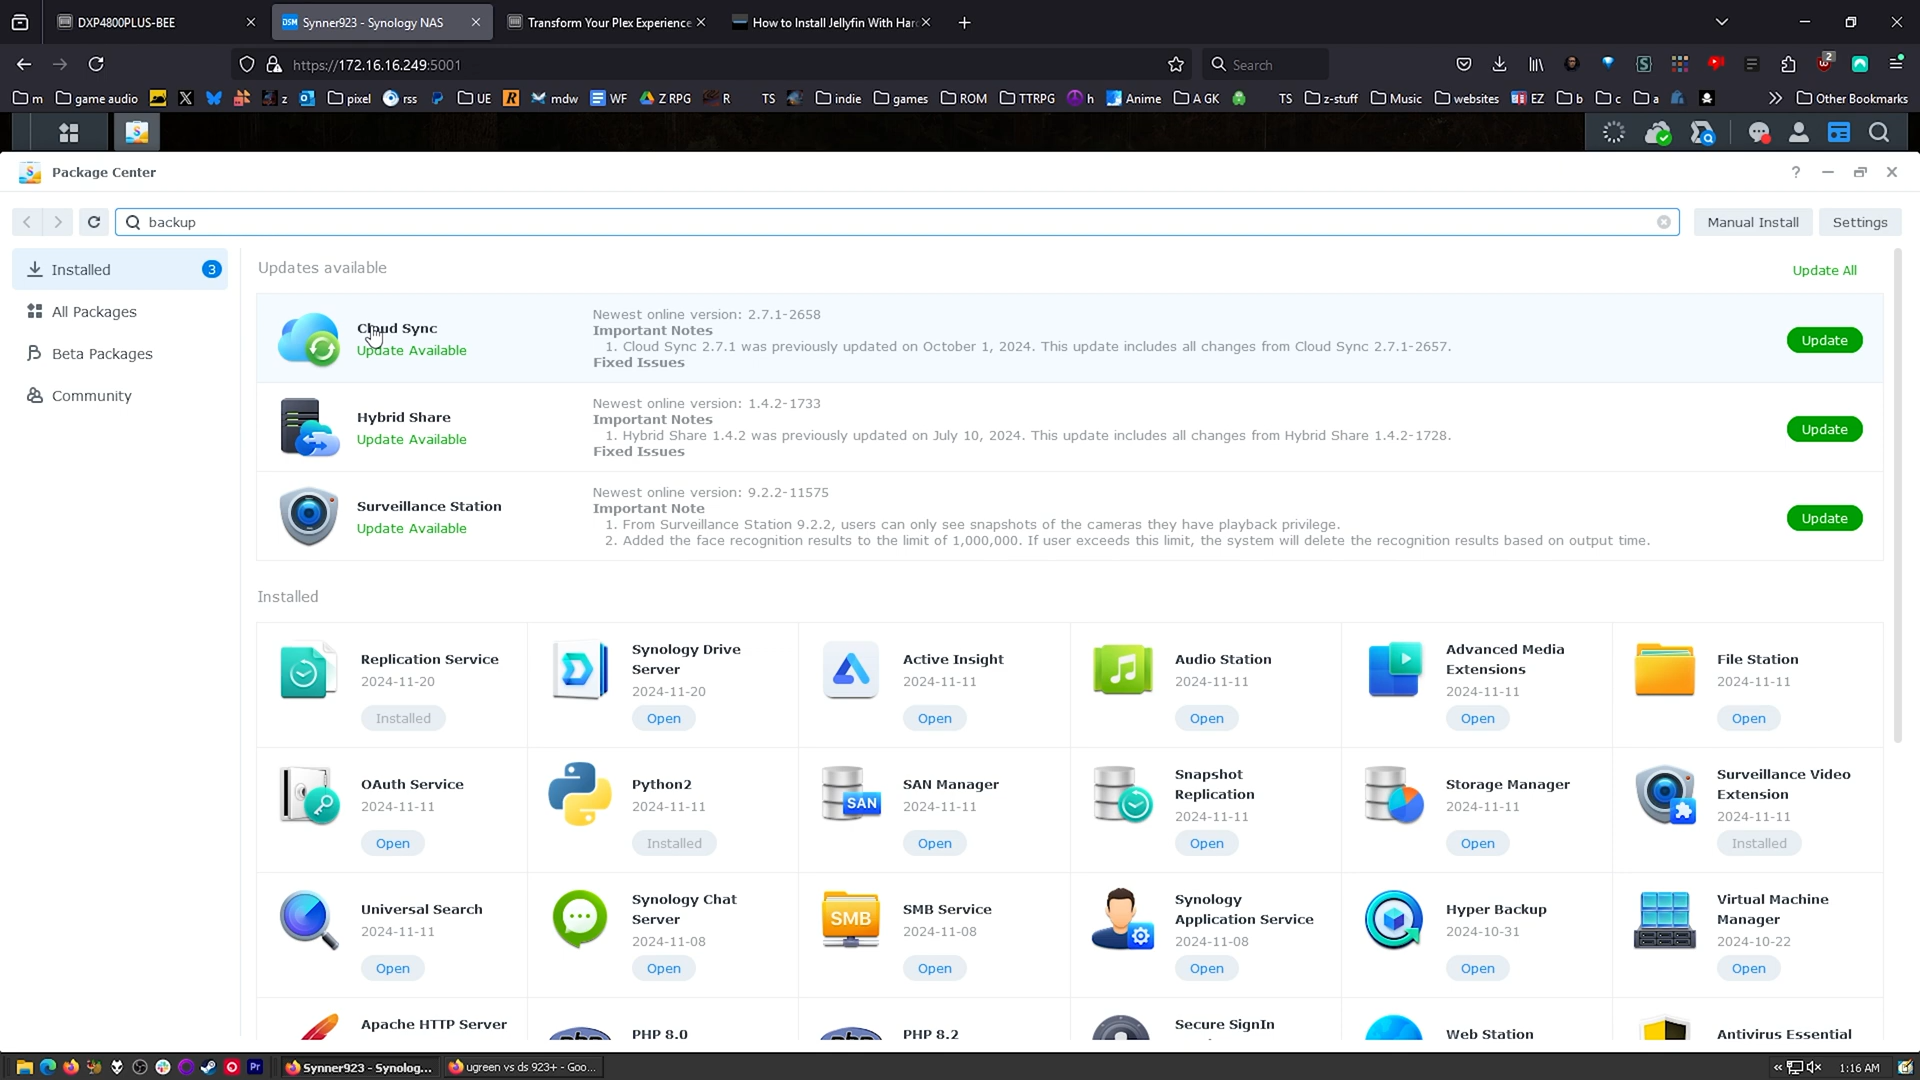 DXP4800PLUS-BEE
Synner923 - Synology NAS
Transform Your Plex Experience
How to Install Jellyfin With Har
https://172.16.16.249:5001
Search
m
game audio
z
pixel
rss
UE
mdw
WF
Z RPG
R
TS
indie
games
ROM
TTRPG
h
Anime
A GK
TS
z-stuff
Music
websites
EZ
b
c
a
Other Bookmarks
Package Center
backup
Manual Install
Settings
Installed
3
All Packages
Beta Packages
Community
Updates available
Update All
Cloud Sync
Update Available
Newest online version: 2.7.1-2658
Important Notes
1. Cloud Sync 2.7.1 was previously updated on October 1, 2024. This update includes all changes from Cloud Sync 2.7.1-2657.
Fixed Issues
Update
Hybrid Share
Update Available
Newest online version: 1.4.2-1733
Important Notes
1. Hybrid Share 1.4.2 was previously updated on July 10, 2024. This update includes all changes from Hybrid Share 1.4.2-1728.
Fixed Issues
Update
Surveillance Station
Update Available
Newest online version: 9.2.2-11575
Important Note
1. From Surveillance Station 9.2.2, users can only see snapshots of the cameras they have playback privilege.
2. Added the face recognition results to the limit of 1,000,000. If user exceeds this limit, the system will delete the recognition results based on output time.
Update
Installed
Replication Service
2024-11-20
Installed
Synology Drive
Server
2024-11-20
Open
Active Insight
2024-11-11
Open
Audio Station
2024-11-11
Open
Advanced Media
Extensions
2024-11-11
Open
File Station
2024-11-11
Open
OAuth Service
2024-11-11
Open
Python2
2024-11-11
Installed
SAN
SAN Manager
2024-11-11
Open
Snapshot
Replication
2024-11-11
Open
Storage Manager
2024-11-11
Open
Surveillance Video
Extension
2024-11-11
Installed
Universal Search
2024-11-11
Open
Synology Chat
Server
2024-11-08
Open
SMB
SMB Service
2024-11-08
Open
Synology
Application Service
2024-11-08
Open
Hyper Backup
2024-10-31
Open
Virtual Machine
Manager
2024-10-22
Open
Apache HTTP Server
PHP 8.0
PHP 8.2
Secure SignIn
Web Station
Antivirus Essential
Synner923 - Synolog...
ugreen vs ds 923+ - Goo...
1:16 AM